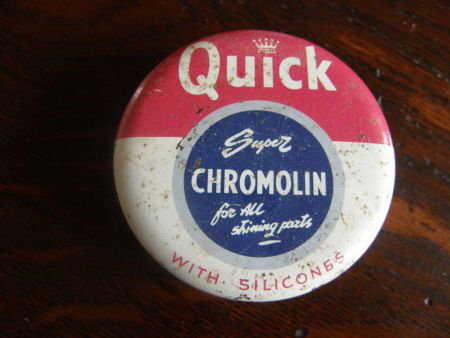 Quick
Super
CHROMOLIN
for All
shining parts
WITH SILICONES